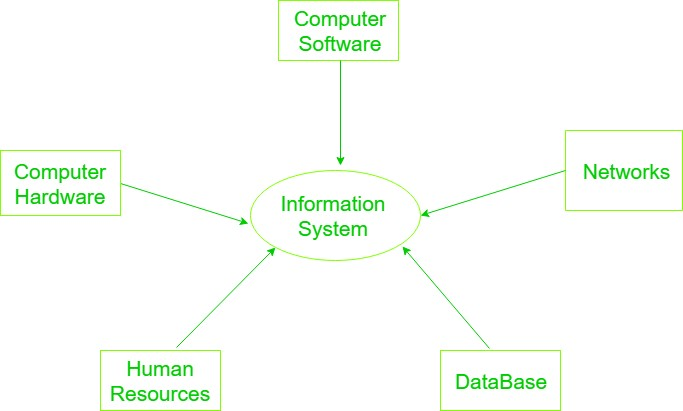 Computer
Software
Computer
Hardware
Networks
Information
System
Human
Resources
DataBase